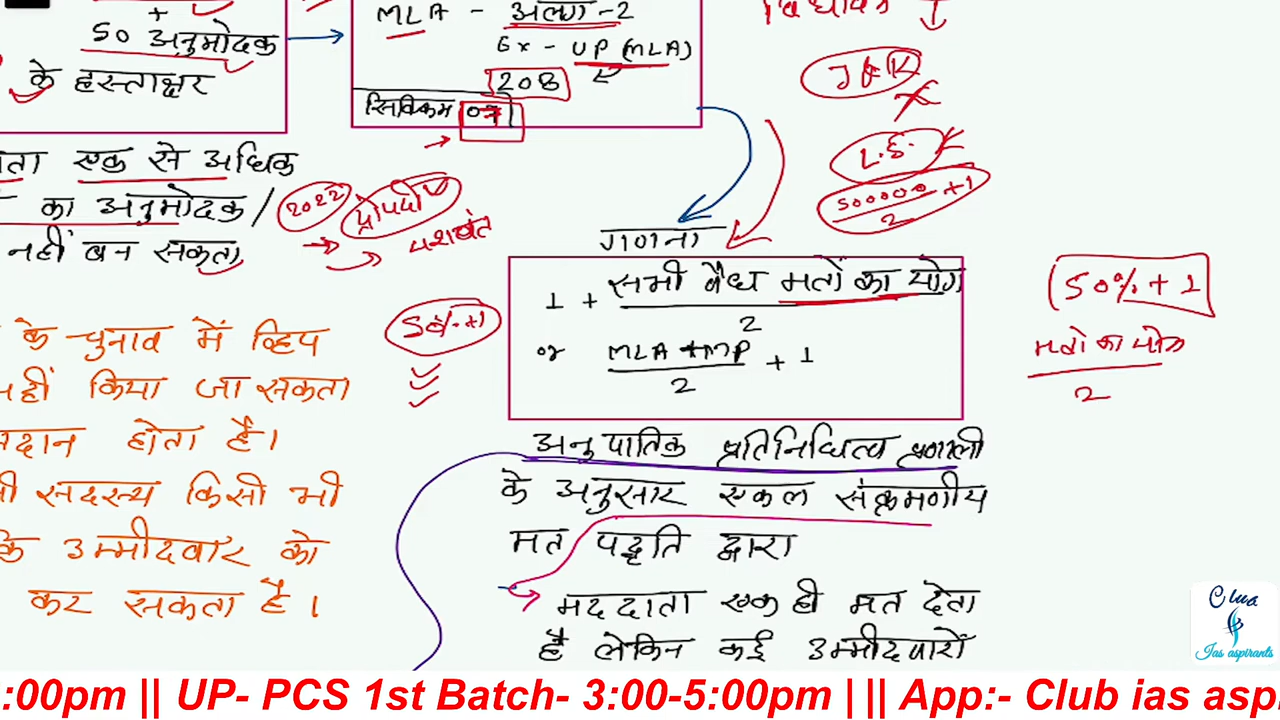 +
50 अनुमोदक
के हस्ताक्षर
MLA - अलग -2
Ex - UP (MLA)
208
सिक्किम 07
J & K
L.S.
500000 + 1
2
एक से अधिक
का अनुमोदक /
नहीं बन सकता
2022
द्रौपदी
यशवंत
गणना
1 + सभी वैध मतों का योग
2
or MLA + MP + 1
2
50% + 1
50% + 1
मतों का योग
2
के चुनाव में व्हिप
नहीं किया जा सकता
मतदान होता है।
सदस्य किसी भी
के उम्मीदवार को
कर सकता है।
अनुपातिक प्रतिनिधित्व प्रणाली
के अनुसार एकल संक्रमणीय
मत पद्धति द्वारा
मददाता एक ही मत देता
है लेकिन कई उम्मीदवारों
Club
Ias aspirants
:00pm || UP- PCS 1st Batch- 3:00-5:00pm | || App:- Club ias asp